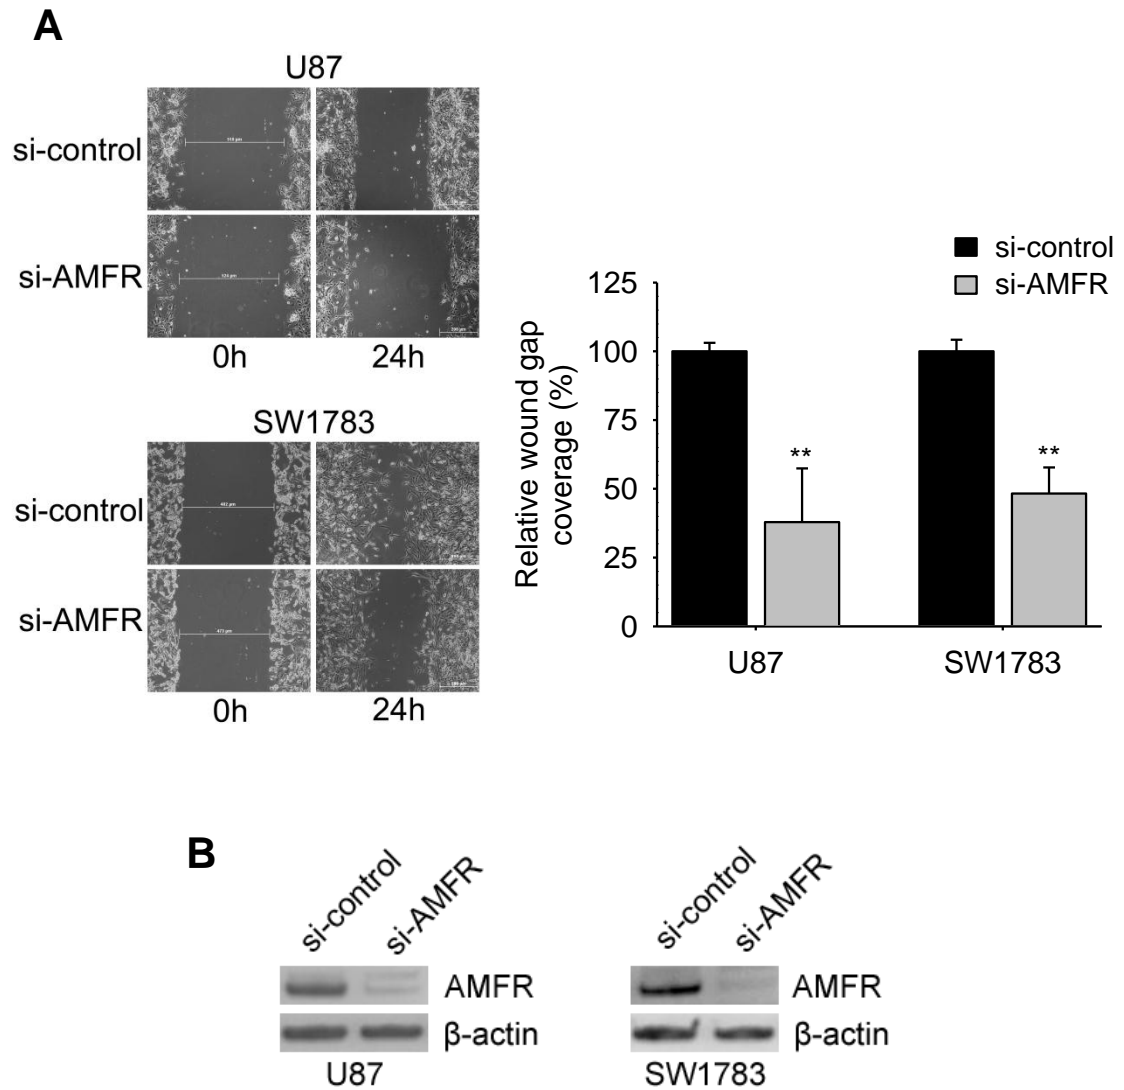 A
U87
si-control
si-AMFR
0h 24h
SW1783
si-control
si-AMFR
0h 24h
si-control
si-AMFR
Relative wound gap
coverage (%)
125
100
75
50
25
0
**
**
U87 SW1783
B
si-control si-AMFR
AMFR
β-actin
U87
si-control si-AMFR
AMFR
β-actin
SW1783